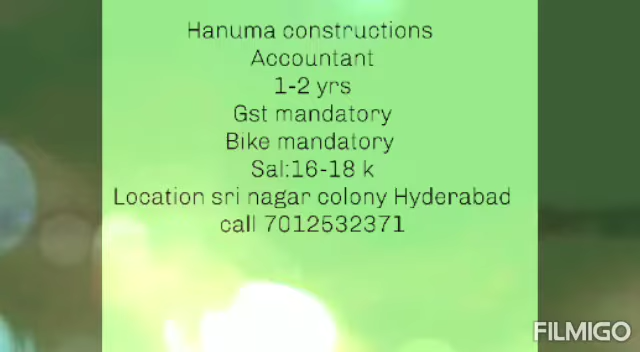 Hanuma constructions
Accountant
1-2 yrs
Gst mandatory
Bike mandatory
Sal:16-18 k
Location sri nagar colony Hyderabad
call 7012532371
FILMIGO